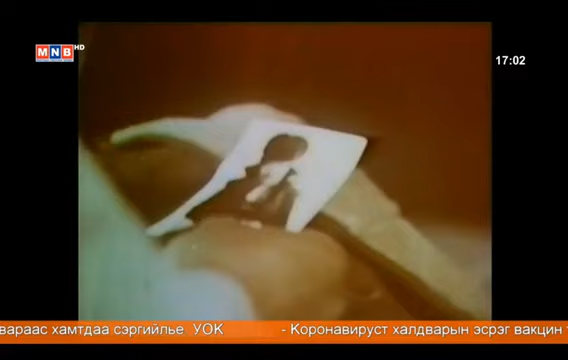 MNB HD
17:02
вараас хамтдаа сэргийлье УОК - Коронавируст халдварын эсрэг вакцин